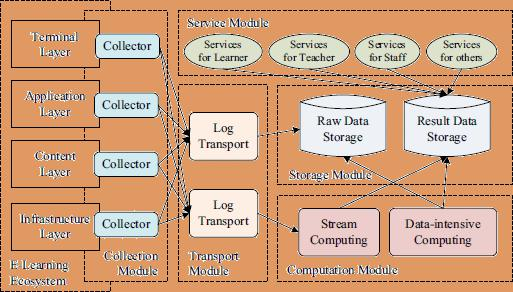 Service Module
Terminal
Layer
Collector
Services
for Learner
Services
for Teacher
Services
for Staff
Services
for others
Application
Layer
Collector
Log
Transport
Raw Data
Storage
Result Data
Storage
Content
Layer
Collector
Storage Module
Infrastructure
Layer
Collector
Log
Transport
Stream
Computing
Data-intensive
Computing
E-Learning
Ecosystem
Collection
Module
Transport
Module
Computation Module